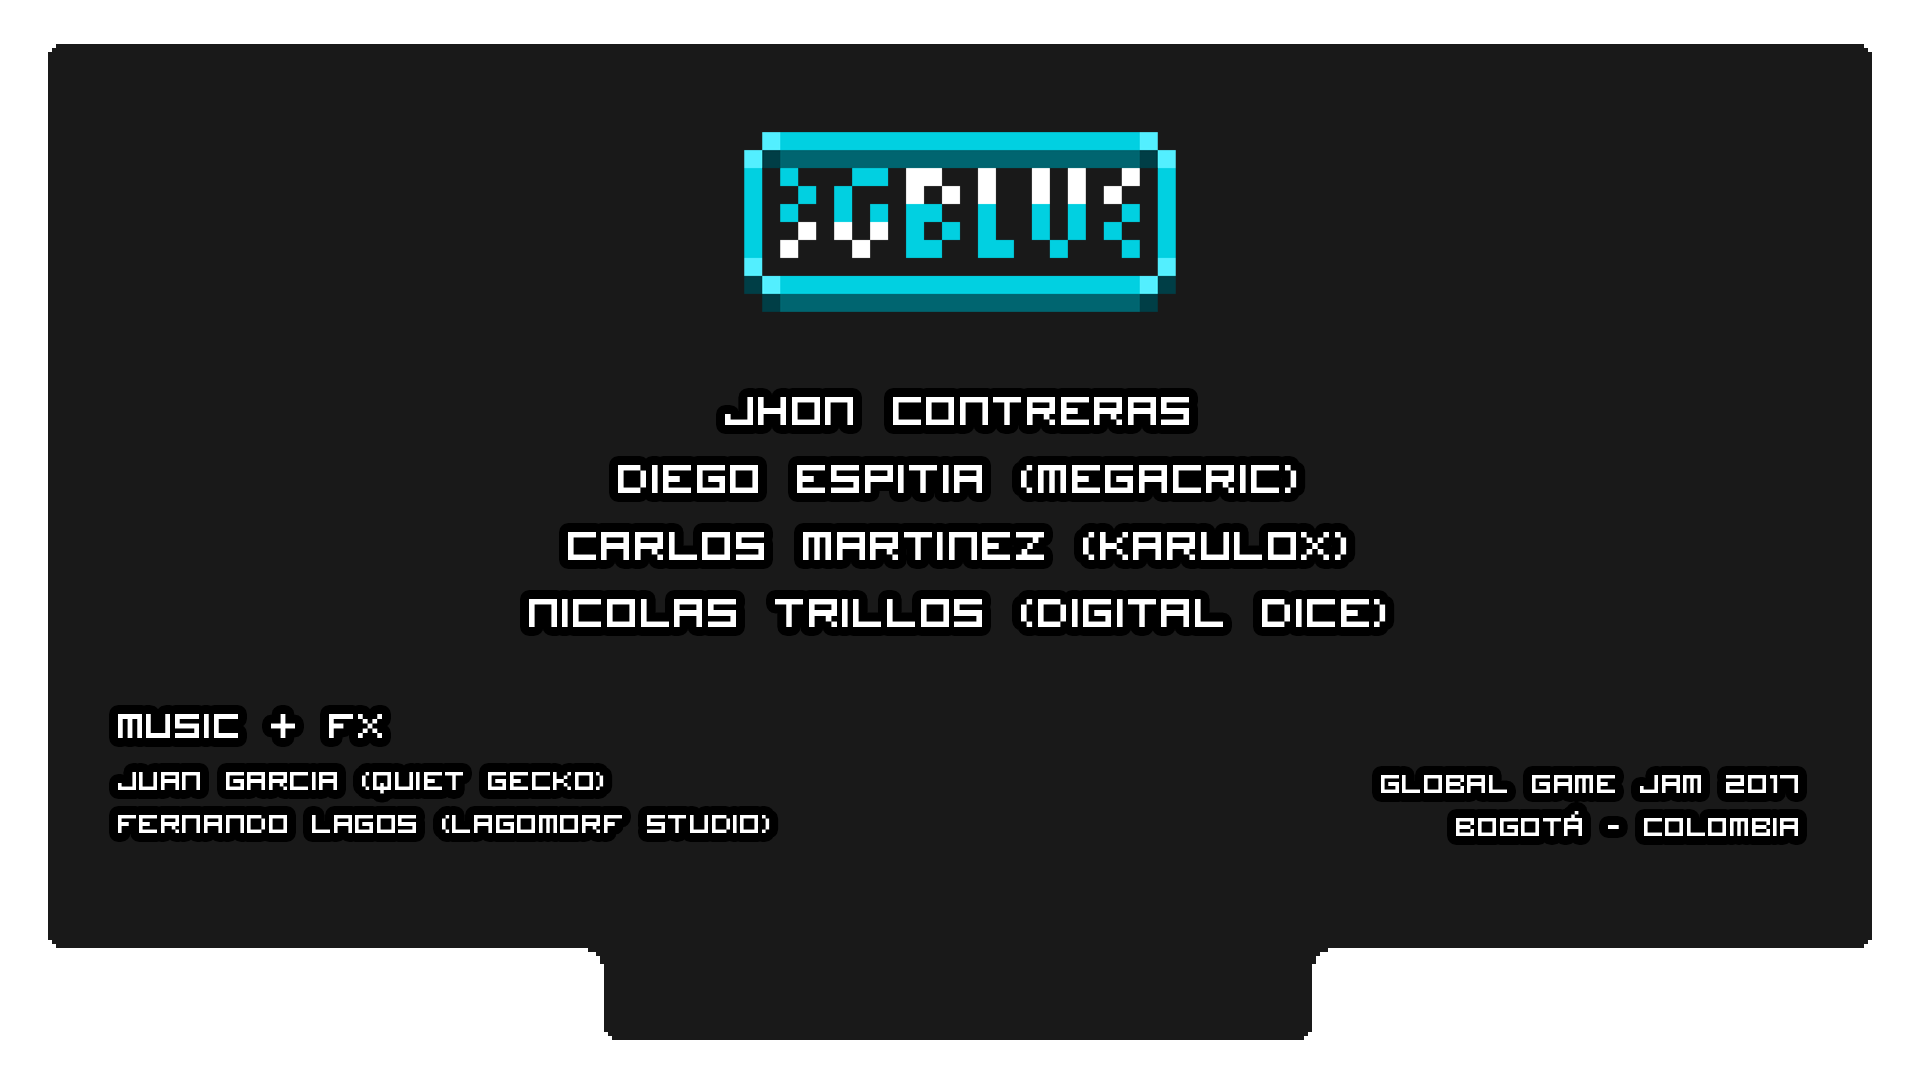 GBLU
JHON CONTRERAS
DIEGO ESPITIA (MEGACRIC)
CARLOS MARTINEZ (KARULOX)
NICOLAS TRILLOS (DIGITAL DICE)
MUSIC + FX
JUAN GARCIA (QUIET GECKO)
FERNANDO LAGOS (LAGOMORF STUDIO)
GLOBAL GAME JAM 2017
BOGOTÁ - COLOMBIA